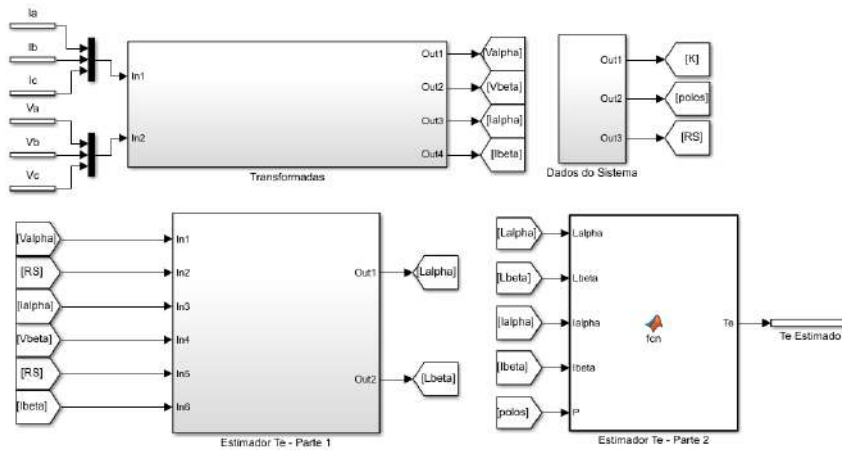 Ia
Ib
Ic
Va
Vb
Vc
In1
In2
Out1
Out2
Out3
Out4
Transformadas
[Valpha]
[Vbeta]
[Ialpha]
[Ibeta]
Out1
Out2
Out3
Dados do Sistema
[K]
[polos]
[RS]
[Valpha]
[RS]
[Ialpha]
[Vbeta]
[RS]
[Ibeta]
In1
In2
In3
In4
In5
In6
Out1
Out2
Estimador Te - Parte 1
[Lalpha]
[Lbeta]
[Lalpha]
[Lbeta]
[Ialpha]
[Ibeta]
[polos]
Lalpha
Lbeta
Ialpha
Ibeta
P
fcn
Te
Estimador Te - Parte 2
Te Estimado